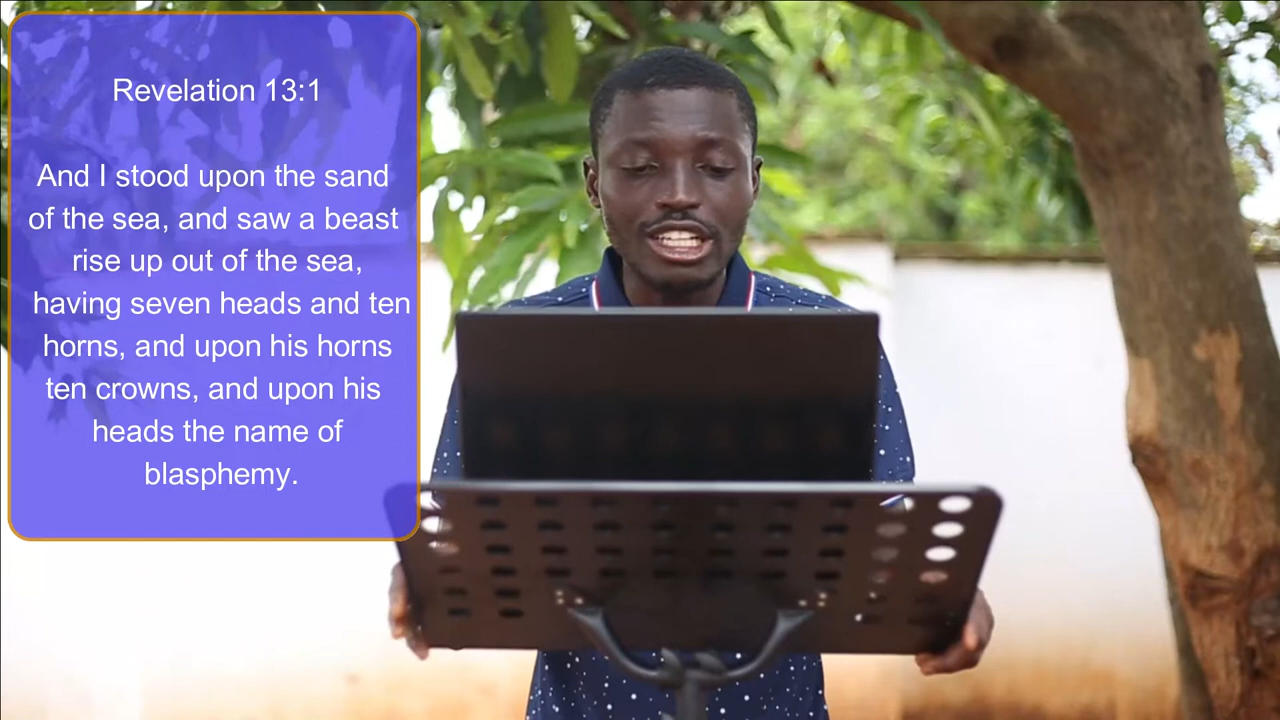 Revelation 13:1
And I stood upon the sand
of the sea, and saw a beast
rise up out of the sea,
having seven heads and ten
horns, and upon his horns
ten crowns, and upon his
heads the name of
blasphemy.